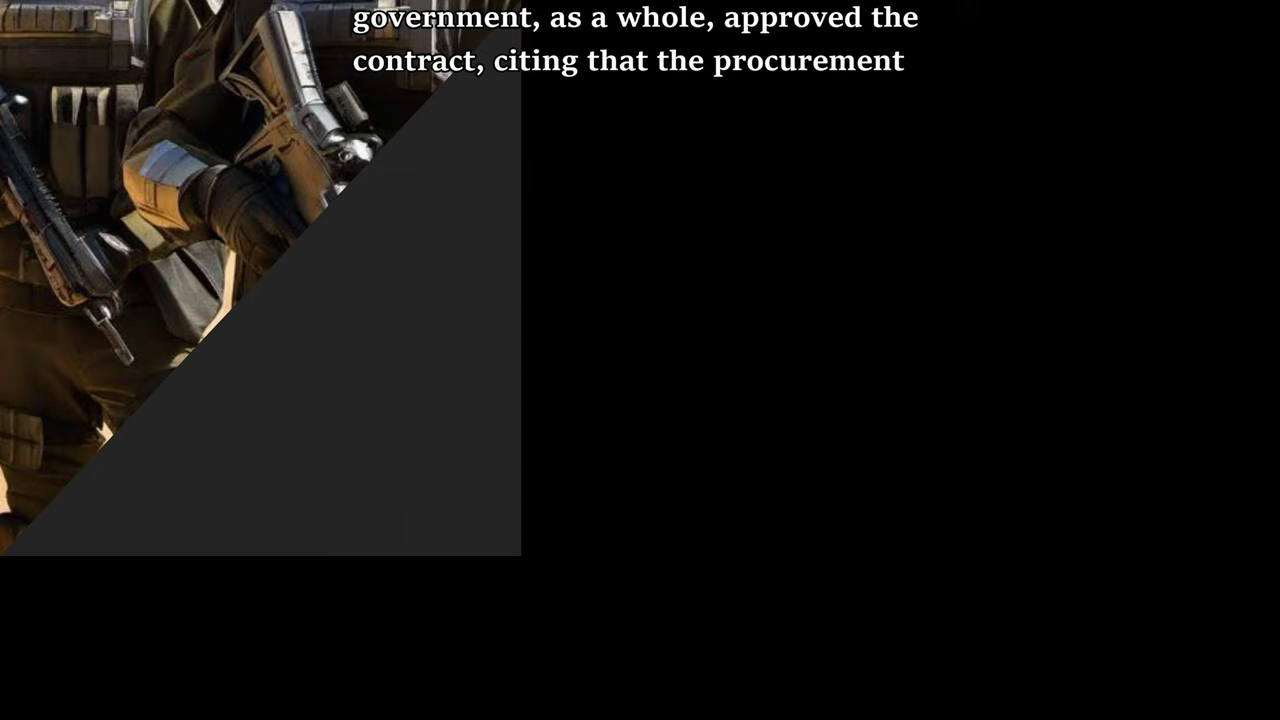 government, as a whole, approved the
contract, citing that the procurement